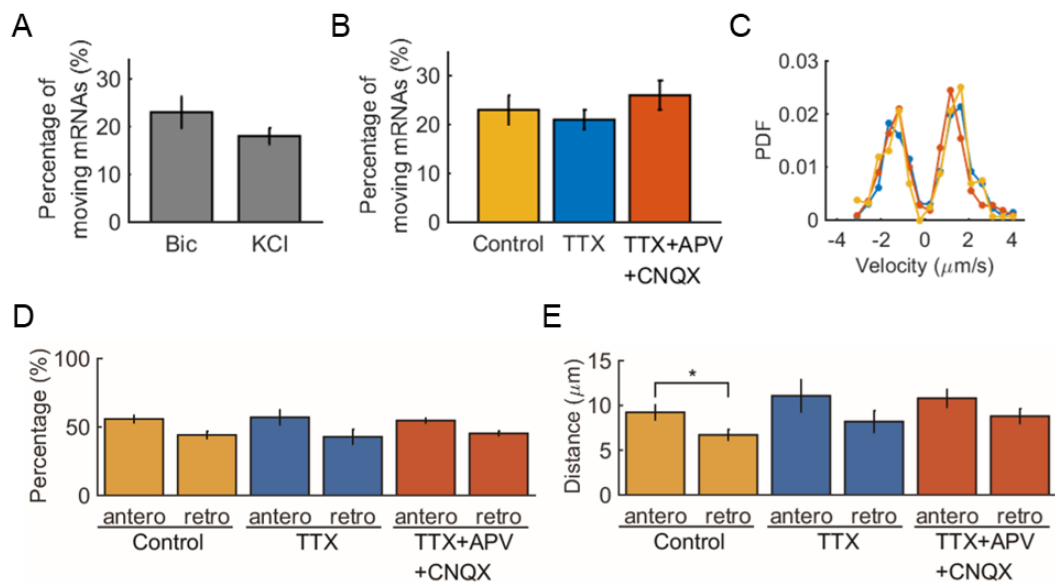 A
Percentage of
moving mRNAs (%)
30
20
10
0
Bic
KCl
B
Percentage of
moving mRNAs (%)
30
20
10
0
Control
TTX
TTX+APV
+CNQX
C
PDF
0.03
0.02
0.01
0
-4
-2
0
2
4
Velocity (μm/s)
D
Percentage (%)
100
50
0
antero
retro
antero
retro
antero
retro
Control
TTX
TTX+APV
+CNQX
E
Distance (μm)
15
10
5
0
*
antero
retro
antero
retro
antero
retro
Control
TTX
TTX+APV
+CNQX